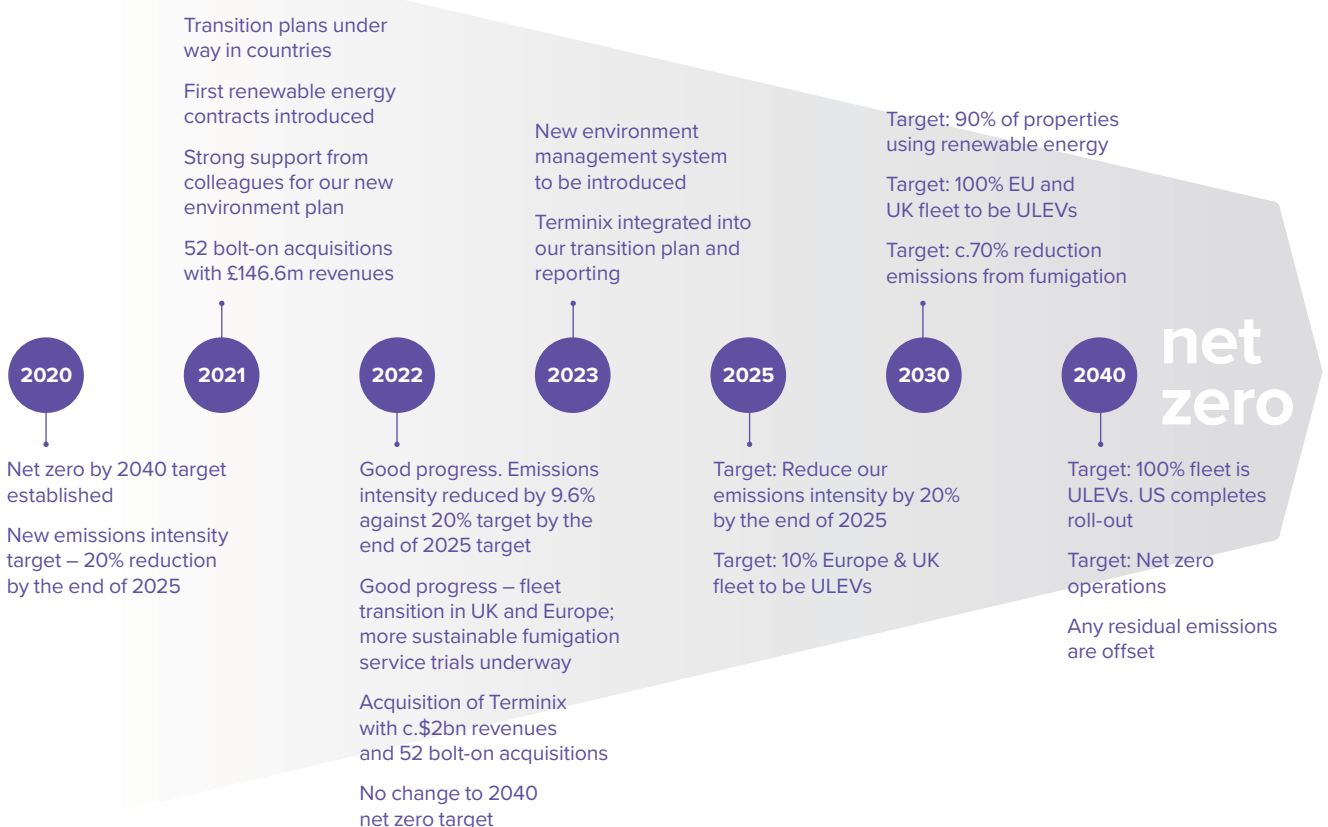 Transition plans under
way in countries
First renewable energy
contracts introduced
Strong support from
colleagues for our new
environment plan
52 bolt-on acquisitions
with £146.6m revenues
New environment
management system
to be introduced
Terminix integrated into
our transition plan and
reporting
Target: 90% of properties
using renewable energy
Target: 100% EU and
UK fleet to be ULEVs
Target: c.70% reduction
emissions from fumigation
2020
2021
2022
2023
2025
2030
2040
net
zero
Net zero by 2040 target
established
New emissions intensity
target – 20% reduction
by the end of 2025
Good progress. Emissions
intensity reduced by 9.6%
against 20% target by the
end of 2025 target
Good progress – fleet
transition in UK and Europe;
more sustainable fumigation
service trials underway
Acquisition of Terminix
with c.$2bn revenues
and 52 bolt-on acquisitions
No change to 2040
net zero target
Target: Reduce our
emissions intensity by 20%
by the end of 2025
Target: 10% Europe & UK
fleet to be ULEVs
Target: 100% fleet is
ULEVs. US completes
roll-out
Target: Net zero
operations
Any residual emissions
are offset